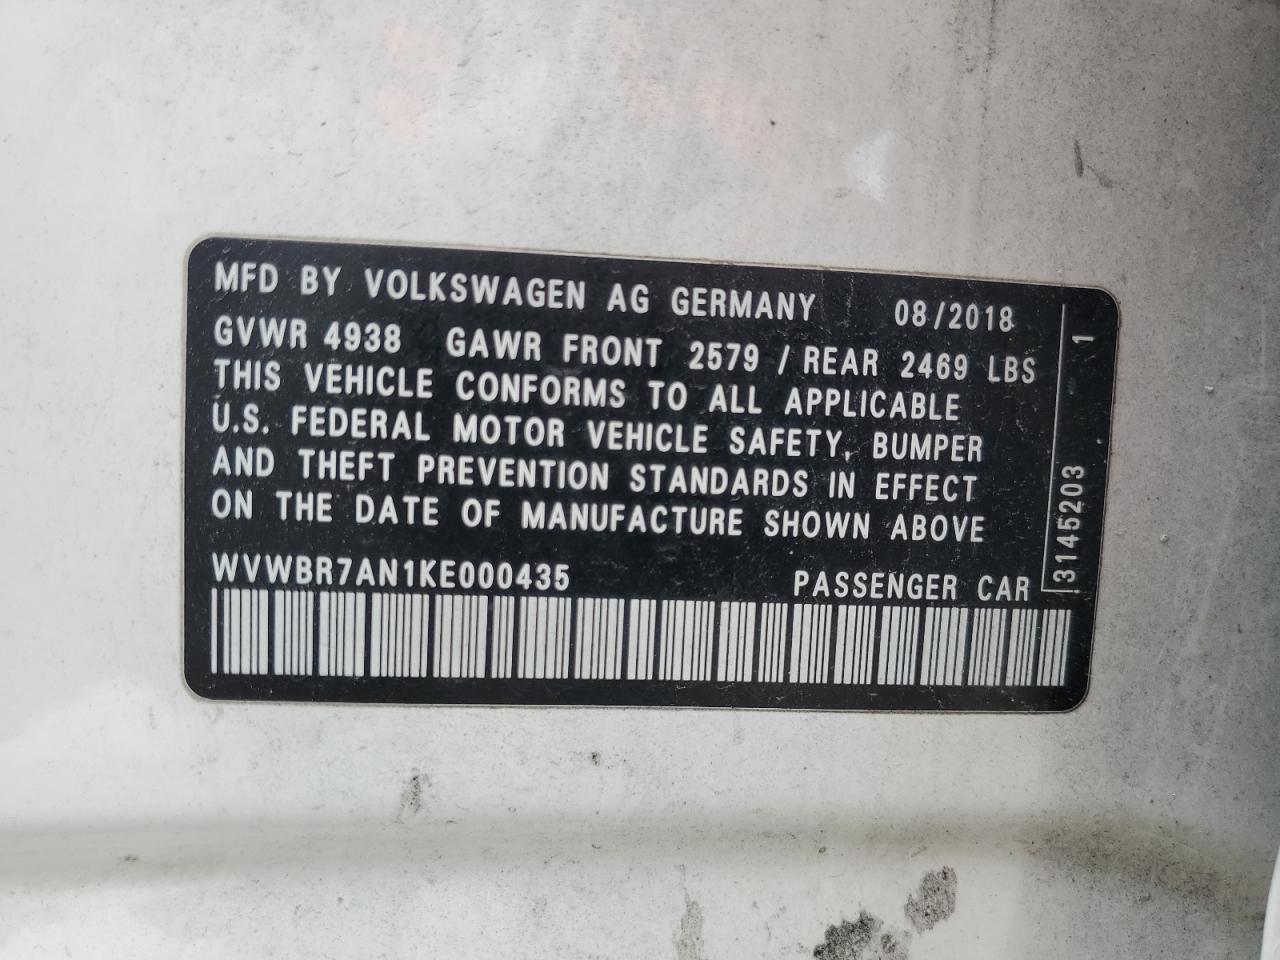 MFD BY VOLKSWAGEN AG GERMANY 08/2018
GVWR 4938 GAWR FRONT 2579 / REAR 2469 LBS
THIS VEHICLE CONFORMS TO ALL APPLICABLE
U.S. FEDERAL MOTOR VEHICLE SAFETY, BUMPER
AND THEFT PREVENTION STANDARDS IN EFFECT
ON THE DATE OF MANUFACTURE SHOWN ABOVE
WVWBR7AN1KE000435 PASSENGER CAR
3145203 1